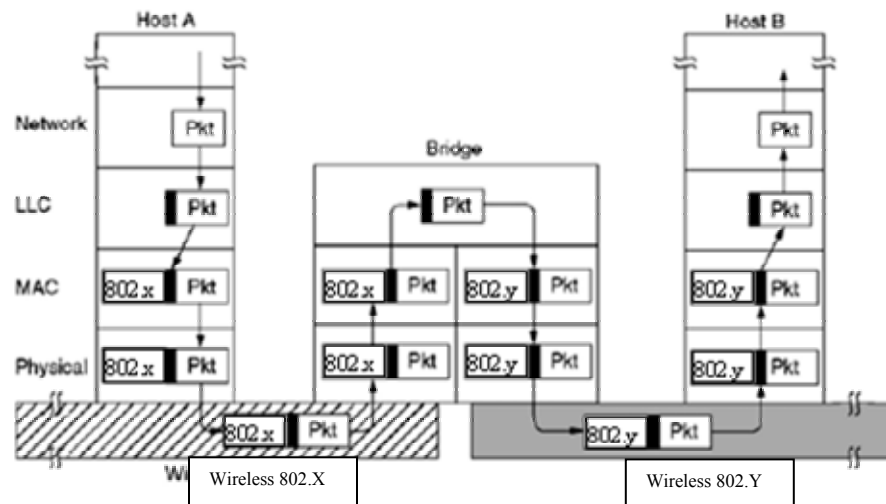 Host A
Host B
Network
Pkt
Pkt
Bridge
LLC
Pkt
Pkt
Pkt
MAC
802.x Pkt
802.x Pkt
802.y Pkt
802.y Pkt
Physical
802.x Pkt
802.x Pkt
802.y Pkt
802.y Pkt
802.x Pkt
802.y Pkt
Wi
Wireless 802.X
Wireless 802.Y